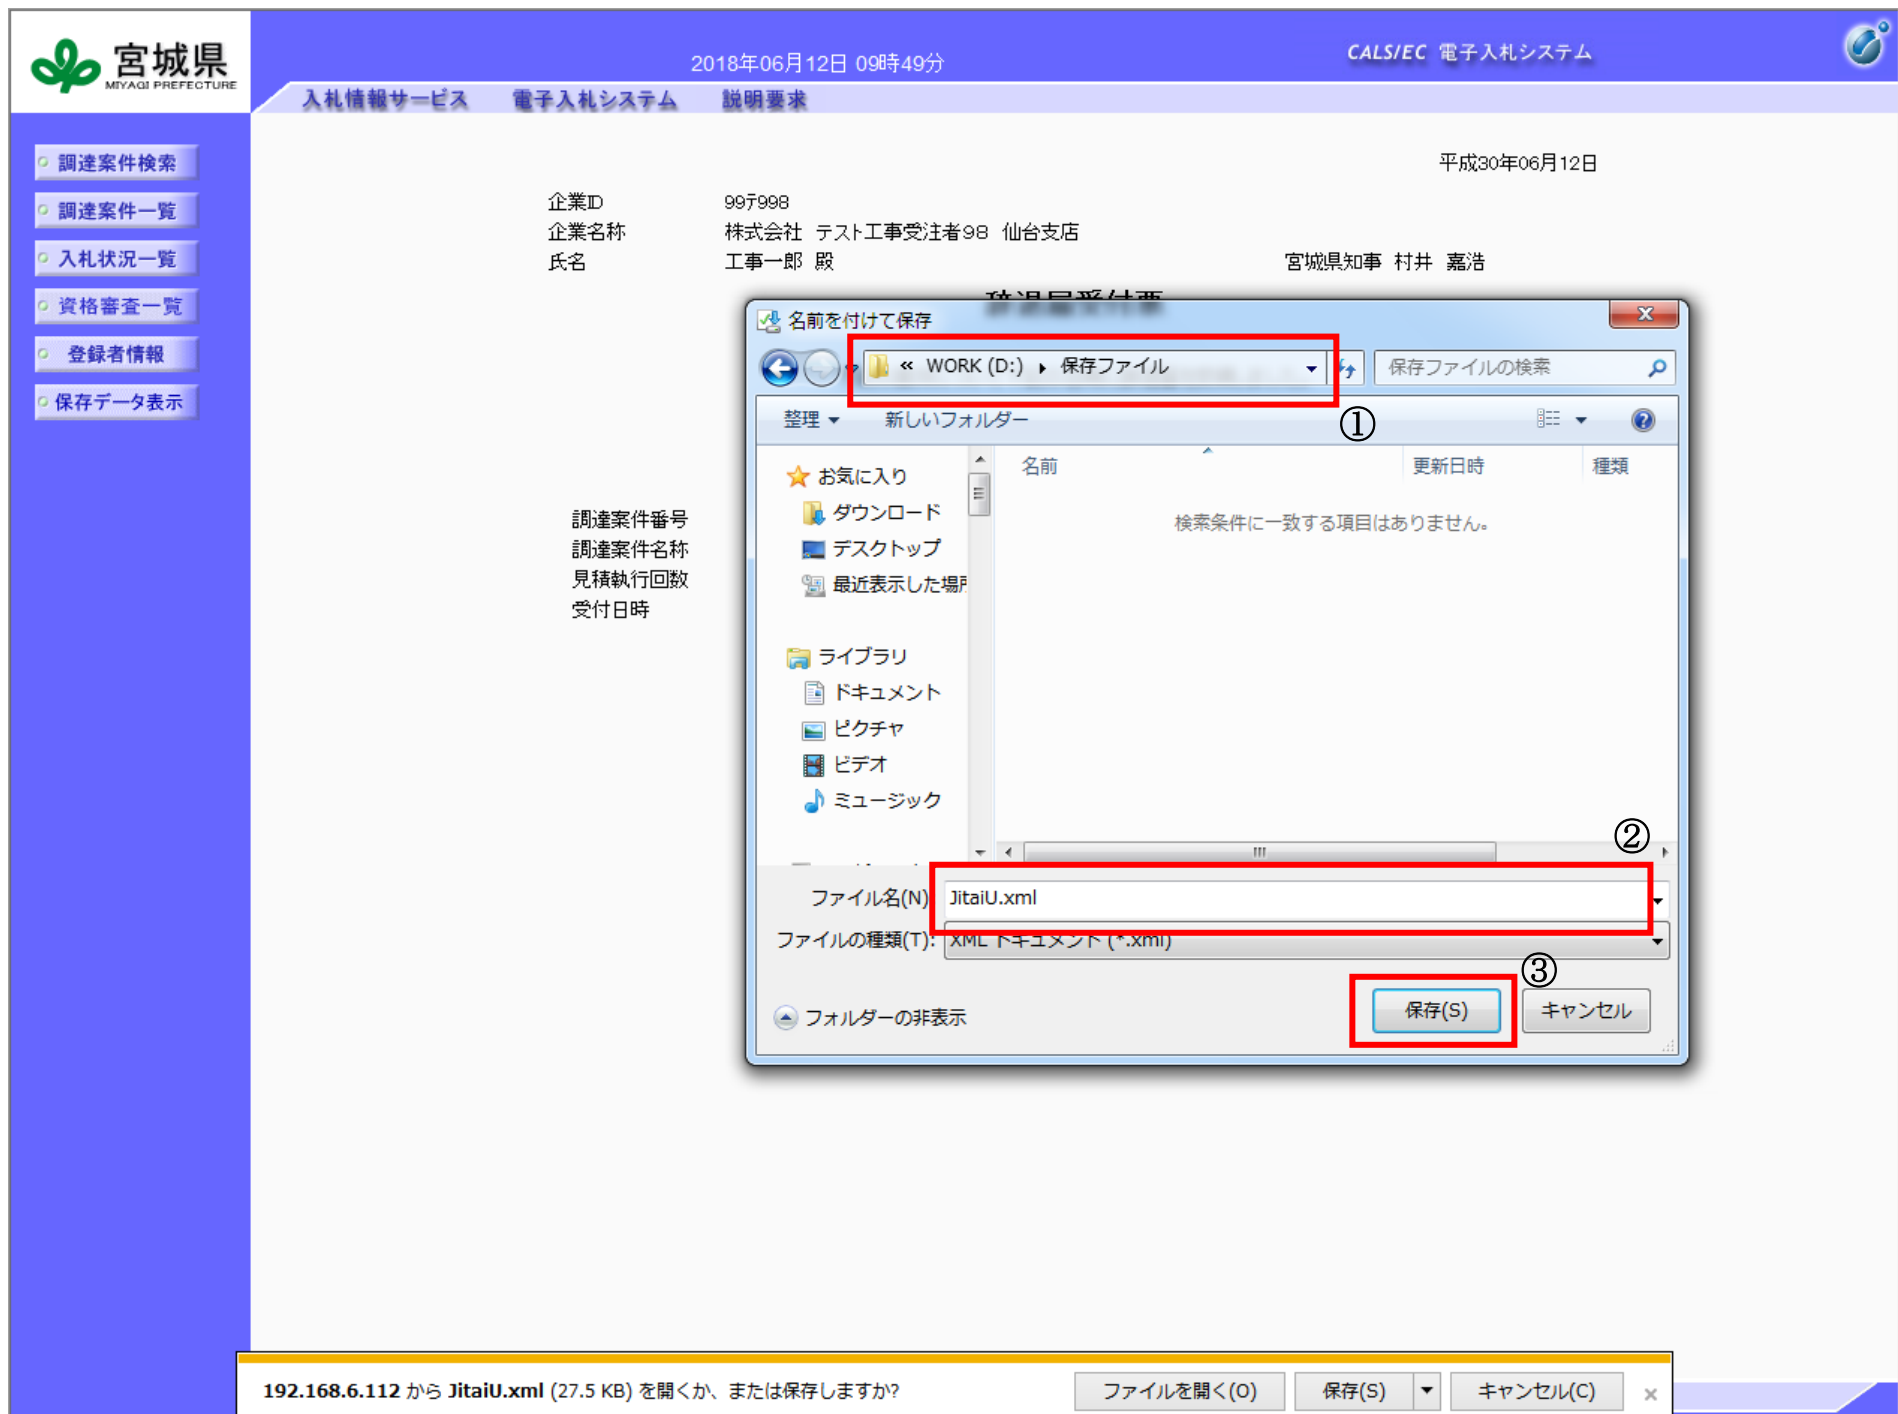 宮城県
MIYAGI PREFECTURE
2018年06月12日 09時49分
CALS/EC 電子入札システム
入札情報サービス 電子入札システム 説明要求
調達案件検索
調達案件一覧
入札状況一覧
資格審査一覧
登録者情報
保存データ表示
平成30年06月12日
企業ID 99ﾃ998
企業名称 株式会社 テスト工事受注者98 仙台支店
氏名 工事一郎 殿
宮城県知事 村井 嘉浩
辞退届受付票
名前を付けて保存
« WORK (D:) 保存ファイル
保存ファイルの検索
①
整理 新しいフォルダー
名前 更新日時 種類
検索条件に一致する項目はありません。
お気に入り
ダウンロード
デスクトップ
最近表示した場所
ライブラリ
ドキュメント
ピクチャ
ビデオ
ミュージック
調達案件番号
調達案件名称
見積執行回数
受付日時
②
ファイル名(N) JitaiU.xml
ファイルの種類(T): XML ドキュメント (*.xml)
③
フォルダーの非表示
保存(S) キャンセル
192.168.6.112 から JitaiU.xml (27.5 KB) を開くか、または保存しますか?
ファイルを開く(O) 保存(S) キャンセル(C) ×